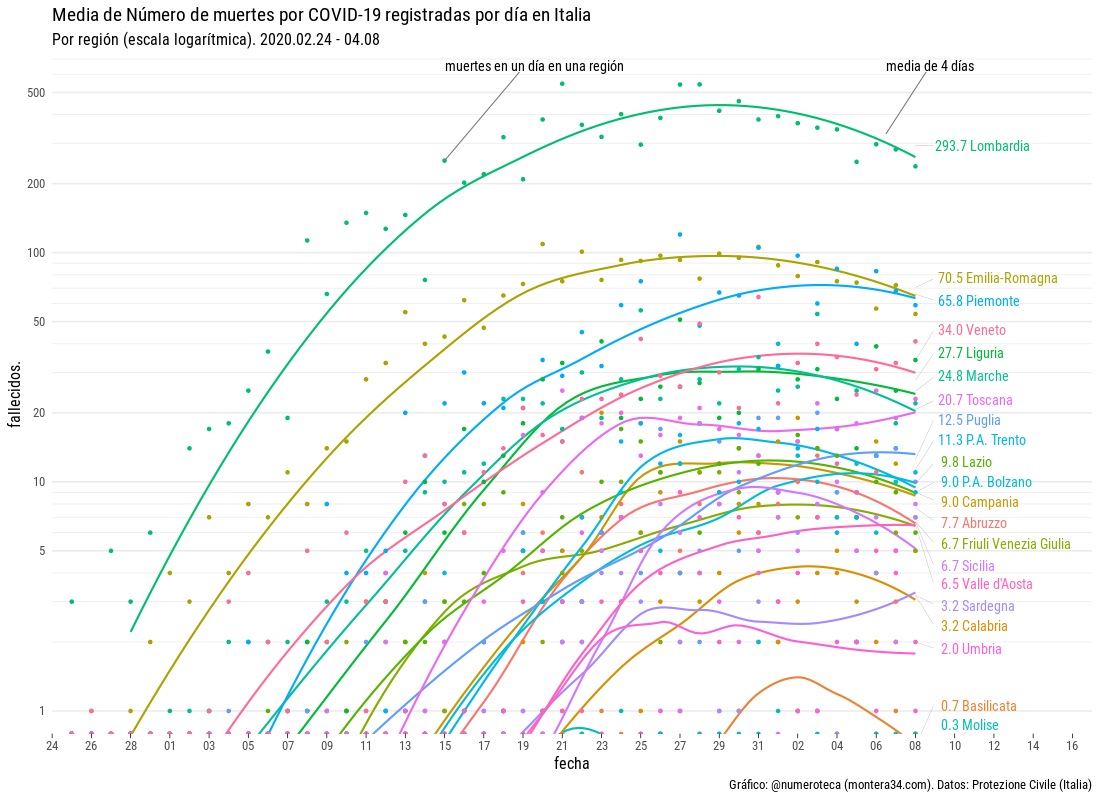 Media de Número de muertes por COVID-19 registradas por día en Italia
Por región (escala logarítmica). 2020.02.24 - 04.08
muertes en un día en una región
media de 4 días
500
200
100
50
20
10
5
1
fallecidos.
293.7 Lombardia
70.5 Emilia-Romagna
65.8 Piemonte
34.0 Veneto
27.7 Liguria
24.8 Marche
20.7 Toscana
12.5 Puglia
11.3 P.A. Trento
9.8 Lazio
9.0 P.A. Bolzano
9.0 Campania
7.7 Abruzzo
6.7 Friuli Venezia Giulia
6.7 Sicilia
6.5 Valle d'Aosta
3.2 Sardegna
3.2 Calabria
2.0 Umbria
0.7 Basilicata
0.3 Molise
24 26 28 01 03 05 07 09 11 13 15 17 19 21 23 25 27 29 31 02 04 06 08 10 12 14 16
fecha
Gráfico: @numeroteca (montera34.com). Datos: Protezione Civile (Italia)